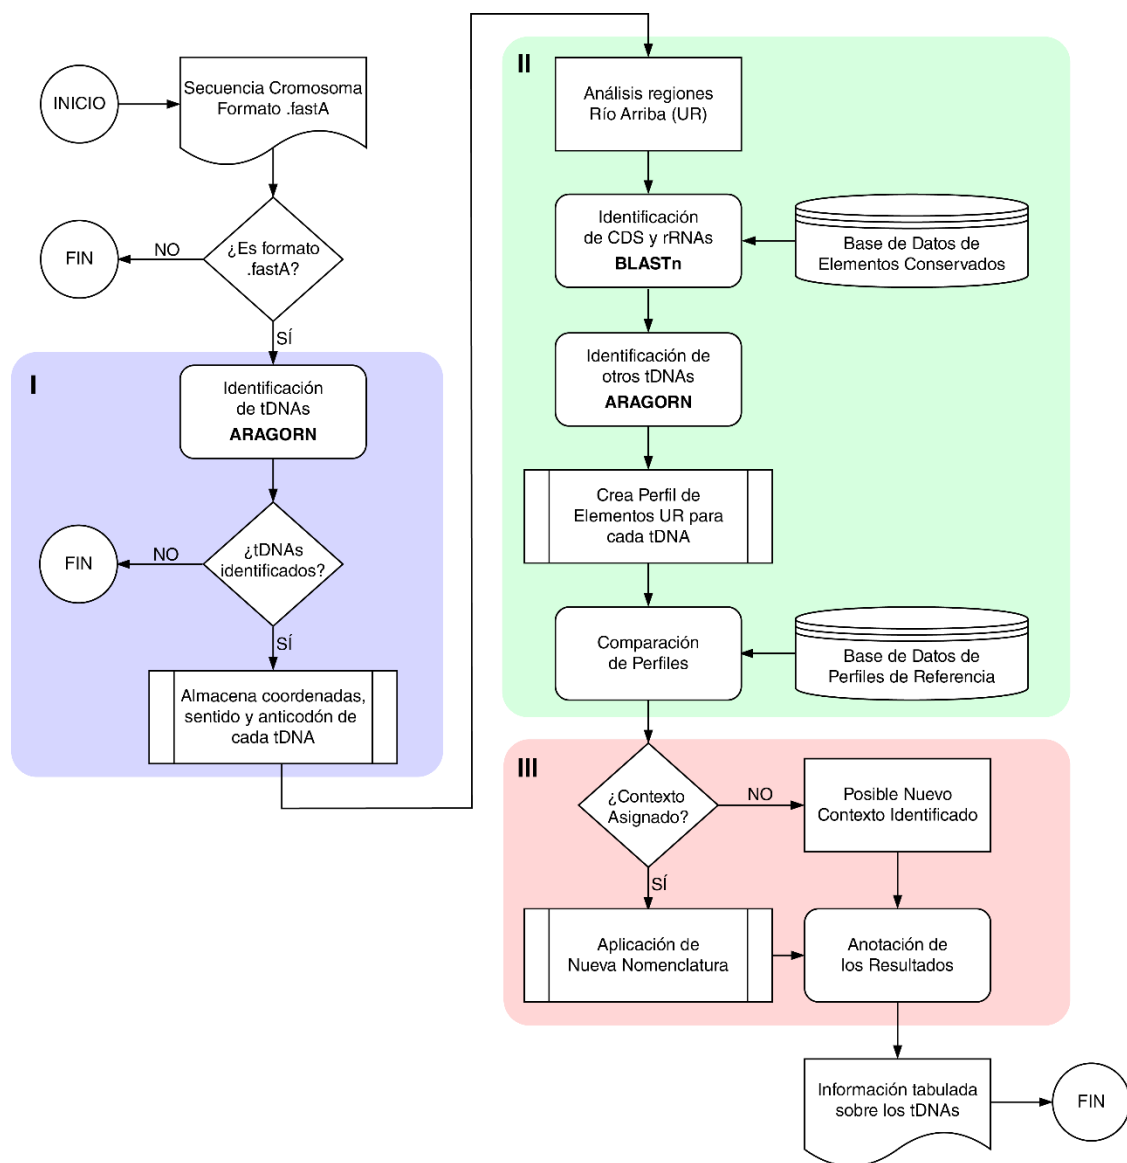 INICIO
Secuencia Cromosoma
Formato .fastA
¿Es formato
.fastA?
NO
FIN
SÍ
I
Identificación
de tDNAs
ARAGORN
¿tDNAs
identificados?
NO
FIN
SÍ
Almacena coordenadas,
sentido y anticodón de
cada tDNA
II
Análisis regiones
Río Arriba (UR)
Identificación
de CDS y rRNAs
BLASTn
Base de Datos de
Elementos Conservados
Identificación de
otros tDNAs
ARAGORN
Crea Perfil de
Elementos UR para
cada tDNA
Comparación
de Perfiles
Base de Datos de
Perfiles de Referencia
III
¿Contexto
Asignado?
NO
Posible Nuevo
Contexto Identificado
SÍ
Aplicación de
Nueva Nomenclatura
Anotación de
los Resultados
Información tabulada
sobre los tDNAs
FIN